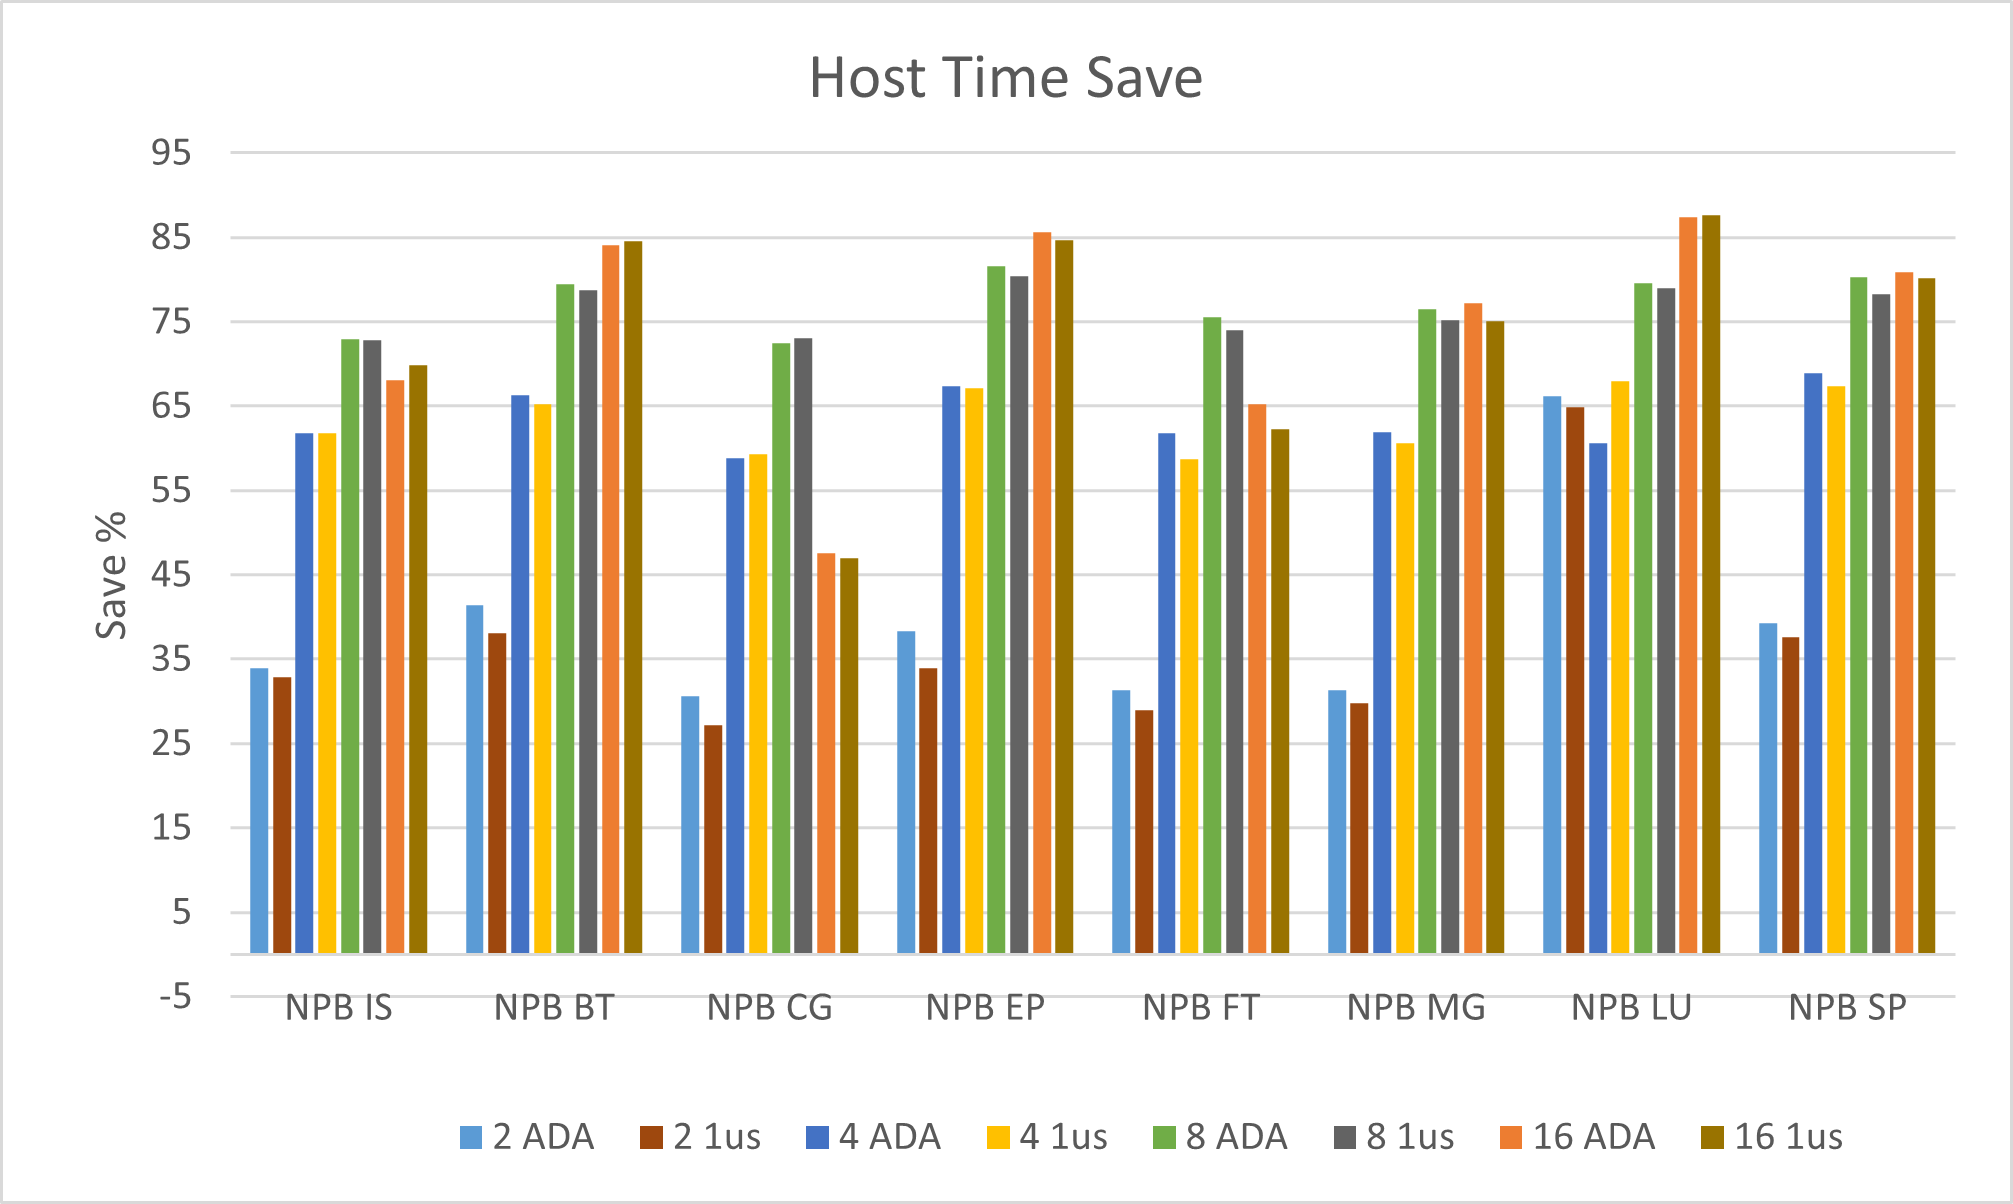 Host Time Save
95
85
75
65
55
45
35
25
15
5
-5
Save %
NPB IS NPB BT NPB CG NPB EP NPB FT NPB MG NPB LU NPB SP
2 ADA 2 1us 4 ADA 4 1us 8 ADA 8 1us 16 ADA 16 1us